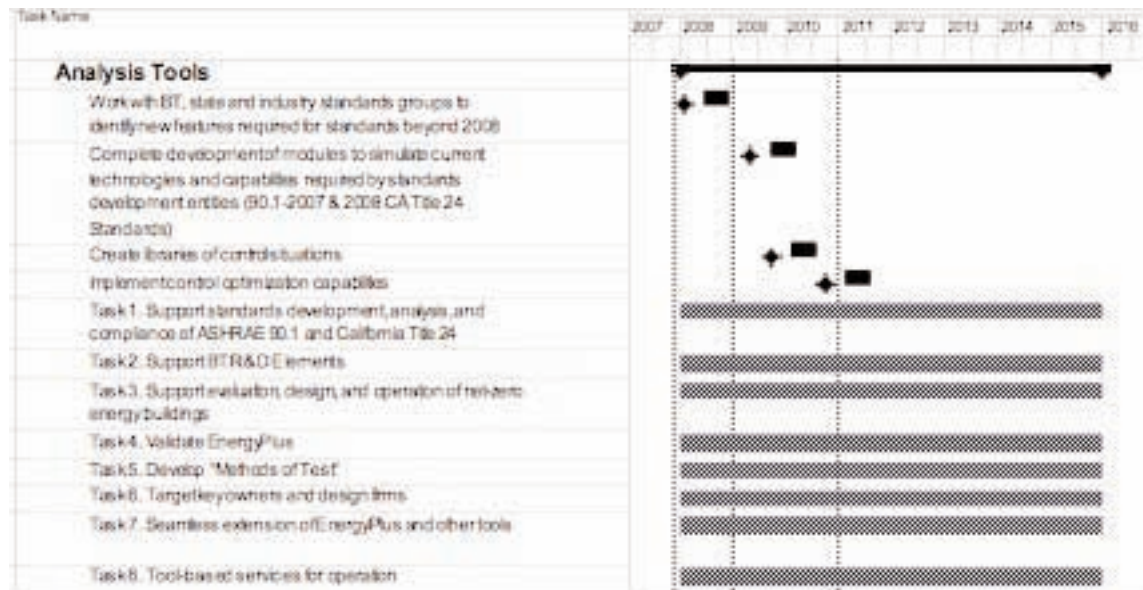 Task Name
2007 2008 2009 2010 2011 2012 2013 2014 2015 2016
Analysis Tools
Work with BT, state and industry standards groups to
identify new features required for standards beyond 2008
Complete development of modules to simulate current
technologies and capabilities required by standards
development entities (90.1-2007 & 2008 CA Title 24
Standards)
Create libraries of control situations
Implement control optimization capabilities
Task 1. Support standards development, analysis, and
compliance of ASHRAE 90.1 and California Title 24
Task 2. Support BT R&D Elements
Task 3. Support evaluation, design, and operation of net-zero
energy buildings
Task 4. Validate EnergyPlus
Task 5. Develop "Methods of Test"
Task 6. Target key owners and design firms
Task 7. Seamless extension of EnergyPlus and other tools
Task 8. Tool-based services for operation